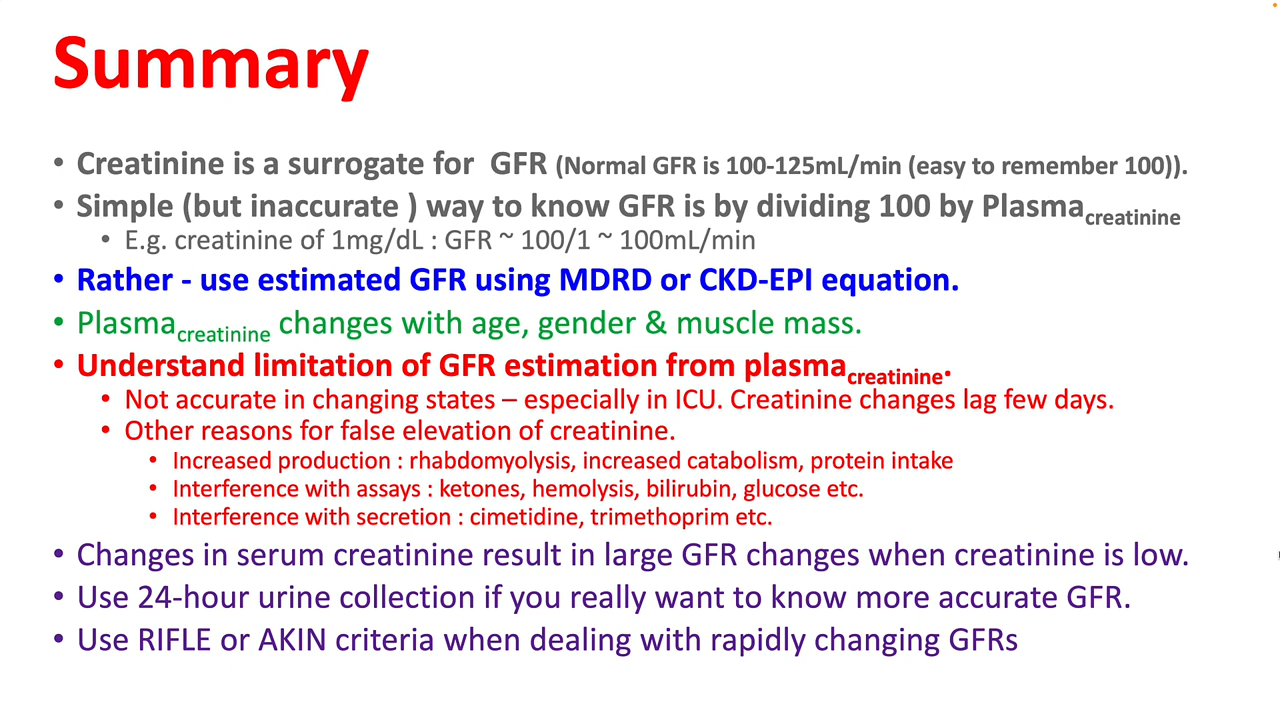 Summary
• Creatinine is a surrogate for GFR (Normal GFR is 100-125mL/min (easy to remember 100)).
• Simple (but inaccurate ) way to know GFR is by dividing 100 by Plasmacreatinine
• E.g. creatinine of 1mg/dL : GFR ~ 100/1 ~ 100mL/min
• Rather - use estimated GFR using MDRD or CKD-EPI equation.
• Plasmacreatinine changes with age, gender & muscle mass.
• Understand limitation of GFR estimation from plasmacreatinine.
• Not accurate in changing states – especially in ICU. Creatinine changes lag few days.
• Other reasons for false elevation of creatinine.
• Increased production : rhabdomyolysis, increased catabolism, protein intake
• Interference with assays : ketones, hemolysis, bilirubin, glucose etc.
• Interference with secretion : cimetidine, trimethoprim etc.
• Changes in serum creatinine result in large GFR changes when creatinine is low.
• Use 24-hour urine collection if you really want to know more accurate GFR.
• Use RIFLE or AKIN criteria when dealing with rapidly changing GFRs